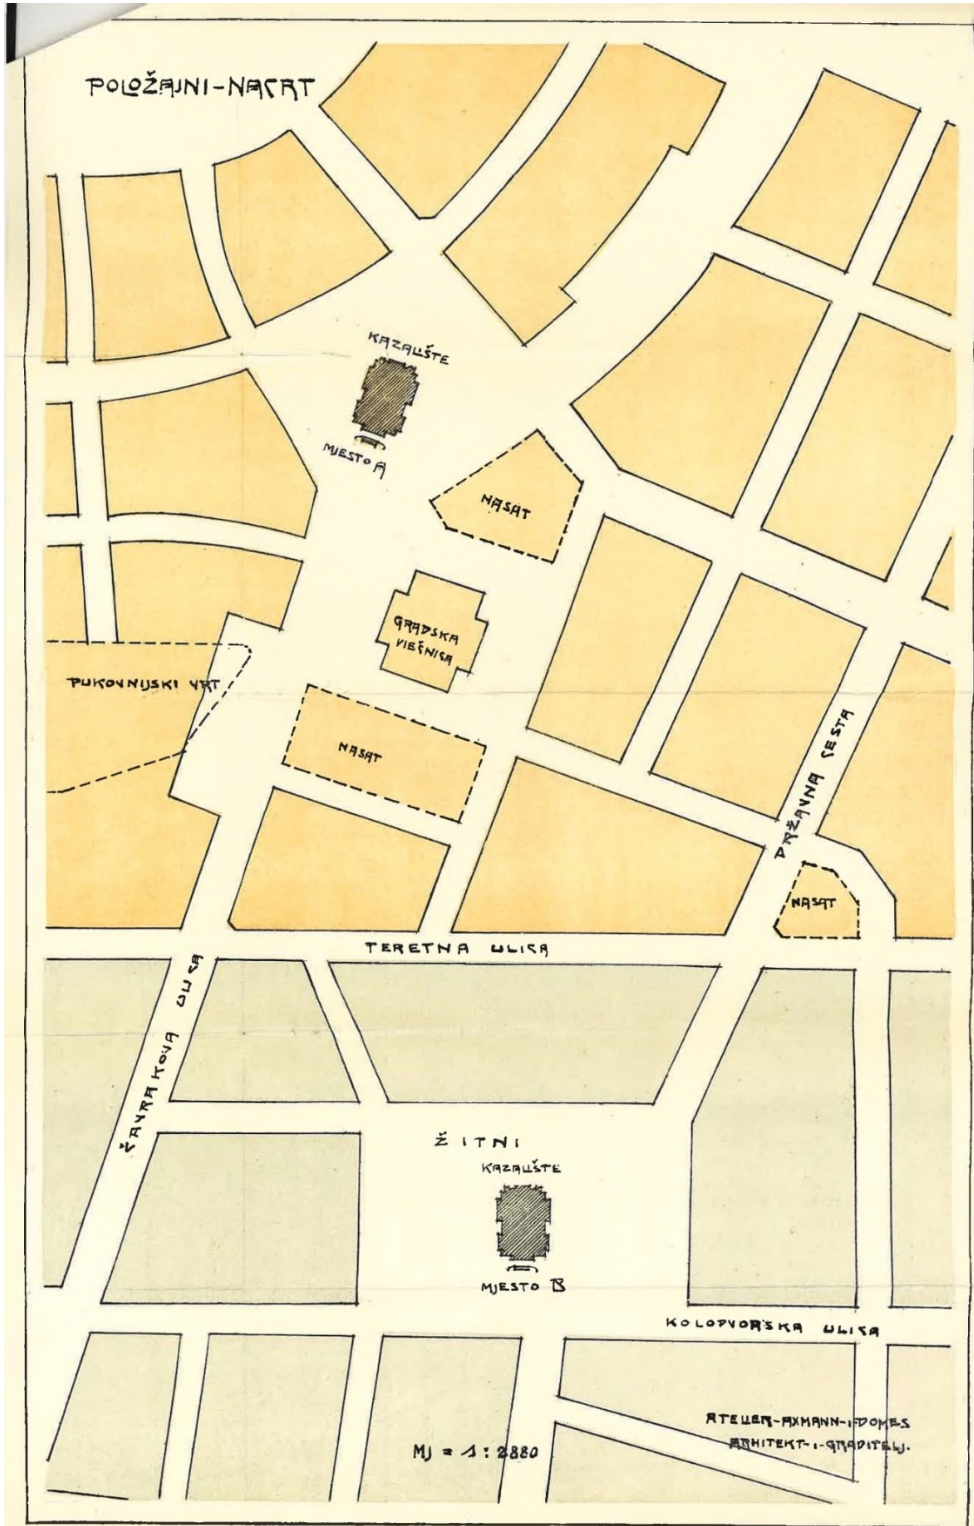 POLOŽAJNI-NACRT
KAZALIŠTE
MJESTO A
NASAT
GRADSKA
VIEĆNICA
PUKOVNIJSKI VRT
NASAT
DRŽAVNA CESTA
NASAT
TERETNA ULICA
ČAVRAKOVA ULICA
ŽITNI
KAZALIŠTE
MJESTO B
KOLODVORSKA ULICA
ATELIER-AXMANN-I-DOMES
ARHITEKT-I-GRADITELJ.
MJ = 1:2880